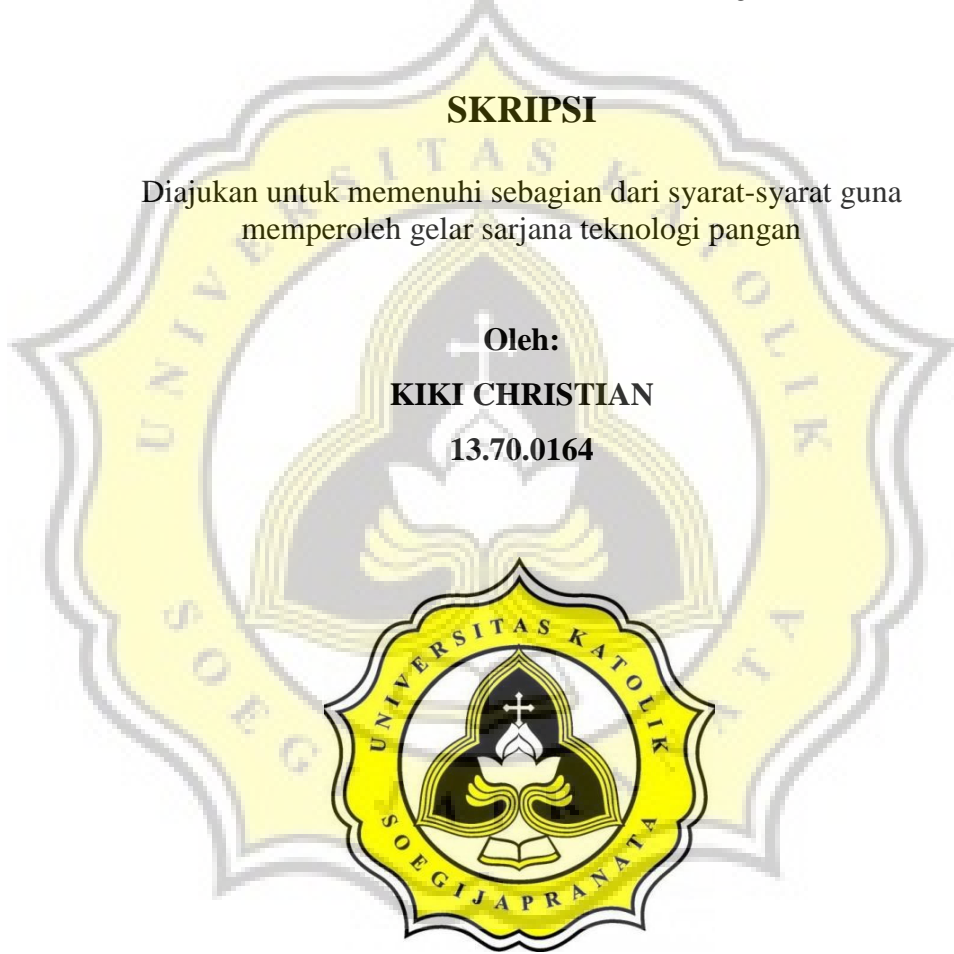 SKRIPSI
Diajukan untuk memenuhi sebagian dari syarat-syarat guna
memperoleh gelar sarjana teknologi pangan
Oleh:
KIKI CHRISTIAN
13.70.0164
UNIVERSITAS KATOLIK
SOEGIJAPRANATA